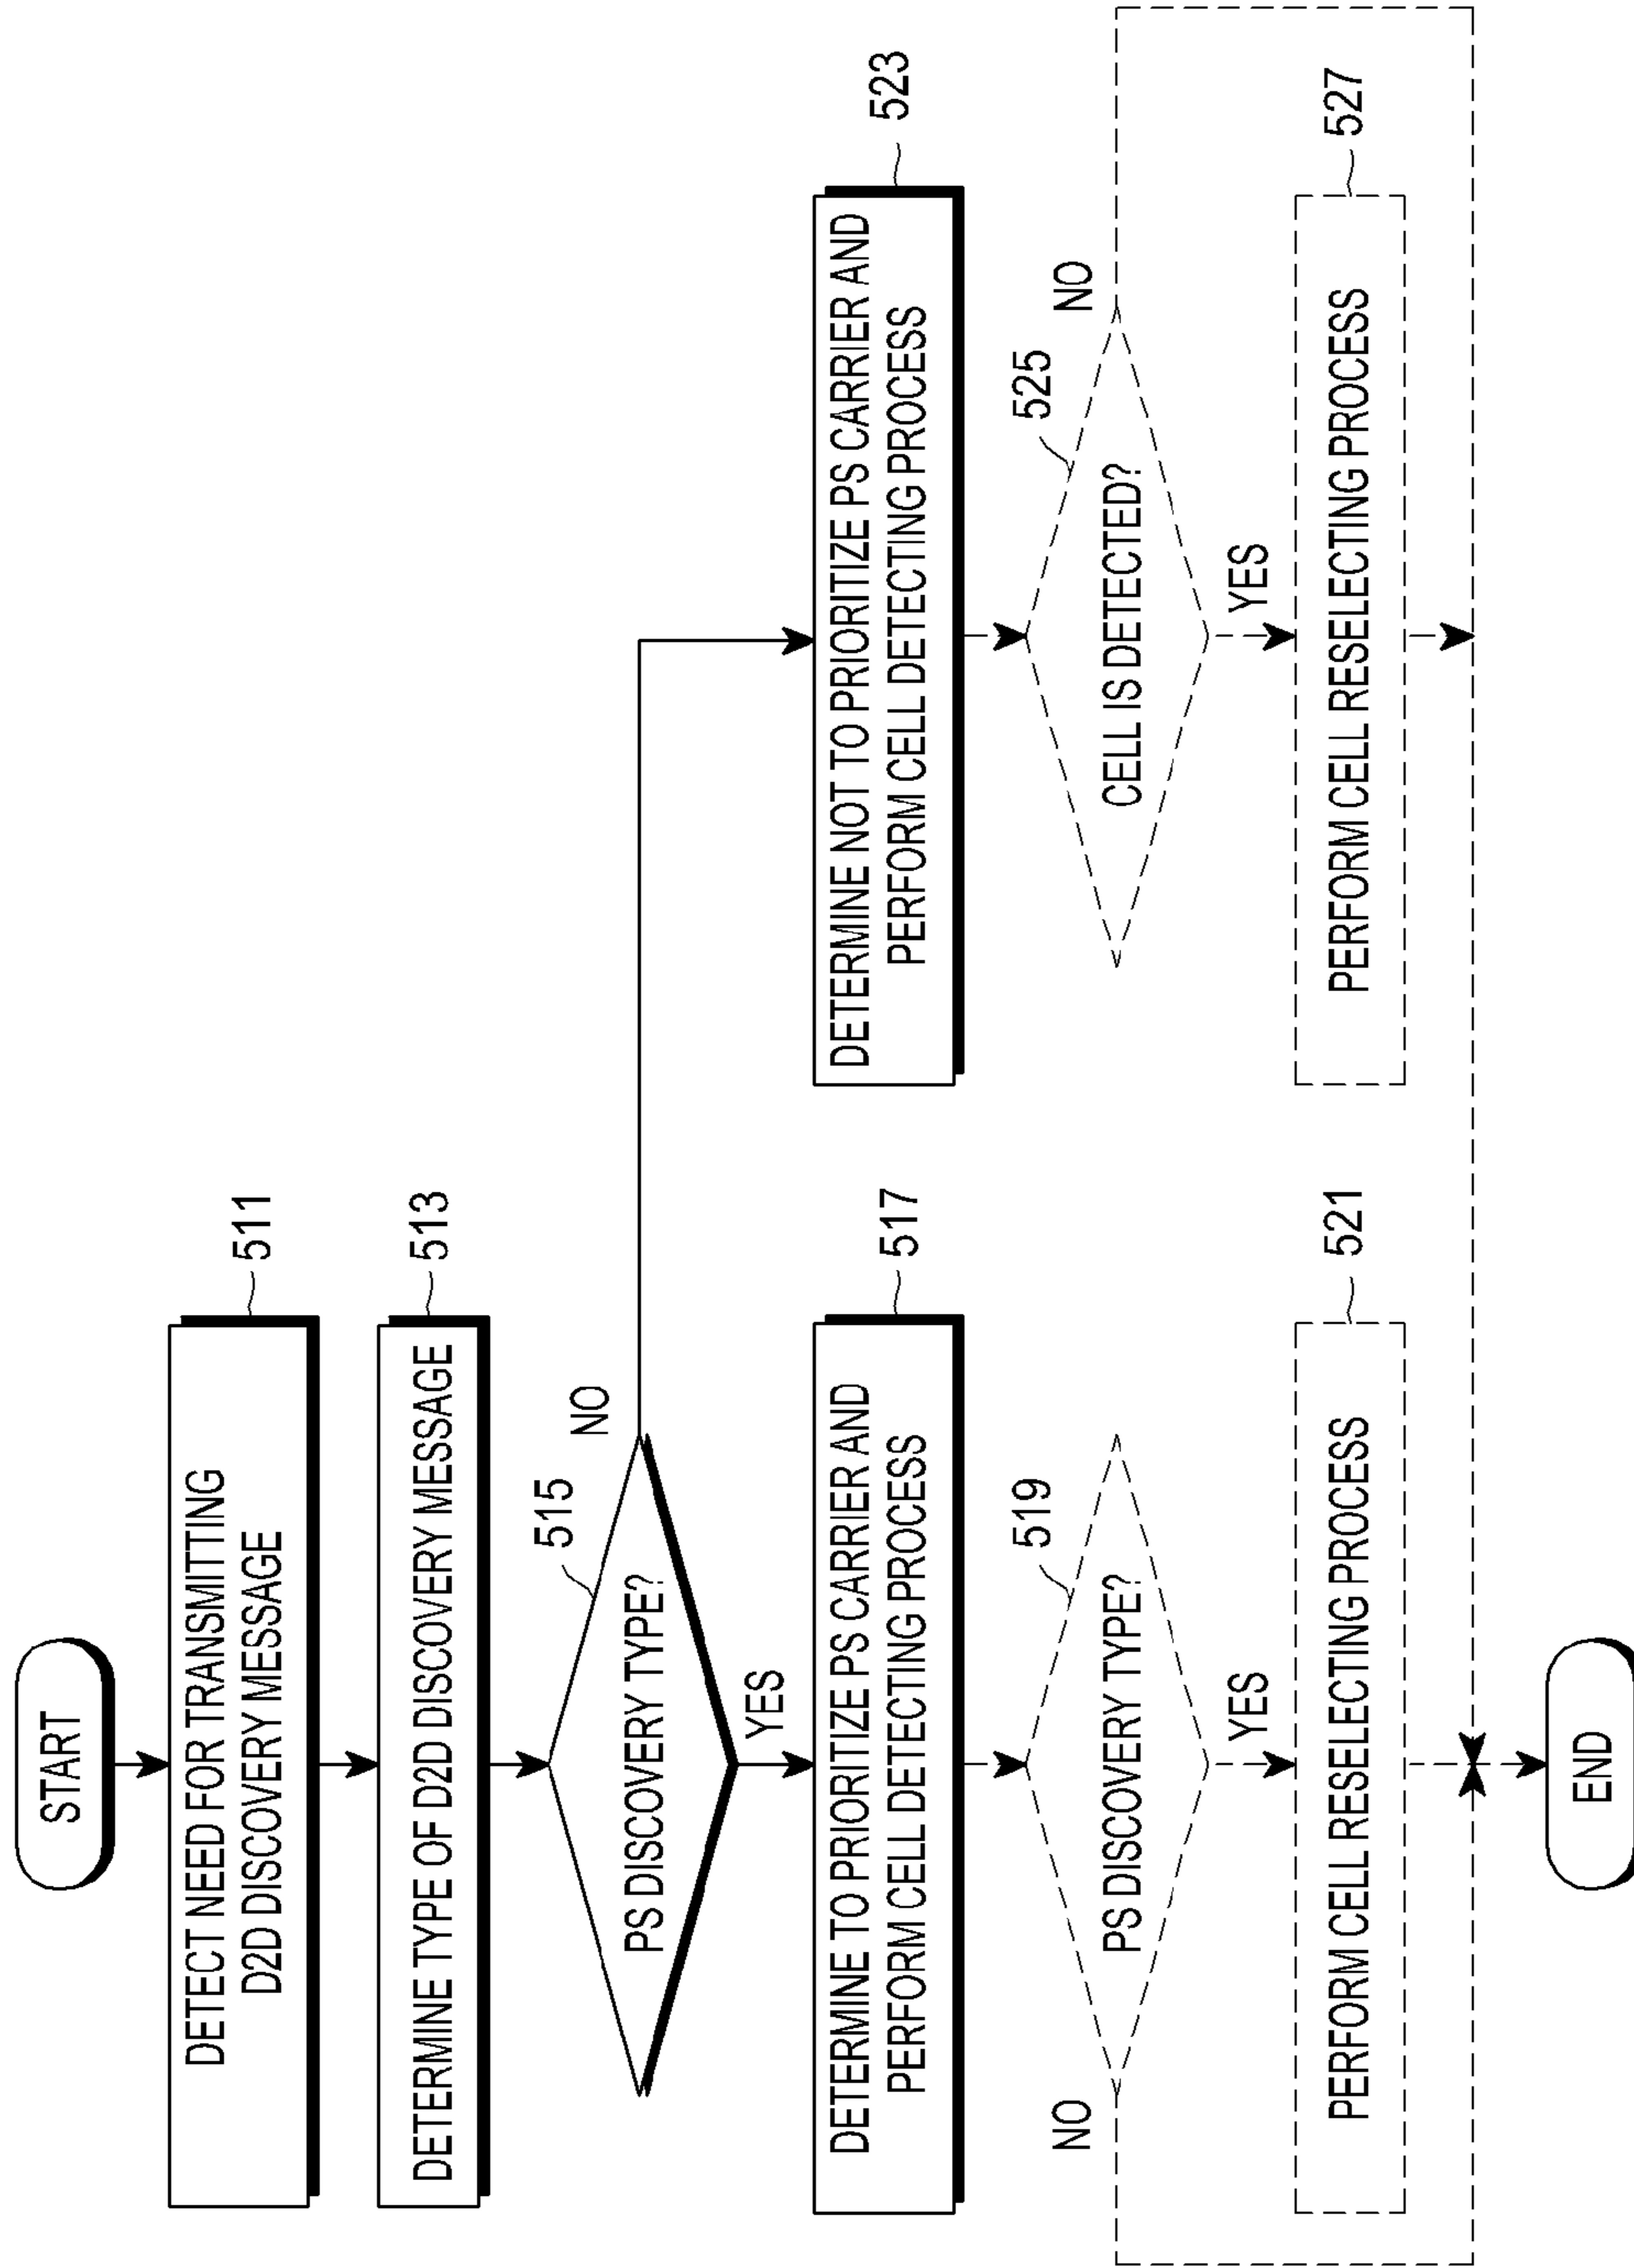 START
DETECT NEED FOR TRANSMITTING
D2D DISCOVERY MESSAGE
511
DETERMINE TYPE OF D2D DISCOVERY MESSAGE
513
PS DISCOVERY TYPE?
515
NO
YES
DETERMINE TO PRIORITIZE PS CARRIER AND
PERFORM CELL DETECTING PROCESS
517
PS DISCOVERY TYPE?
519
NO
YES
PERFORM CELL RESELECTING PROCESS
521
DETERMINE NOT TO PRIORITIZE PS CARRIER AND
PERFORM CELL DETECTING PROCESS
523
CELL IS DETECTED?
525
NO
YES
PERFORM CELL RESELECTING PROCESS
527
END